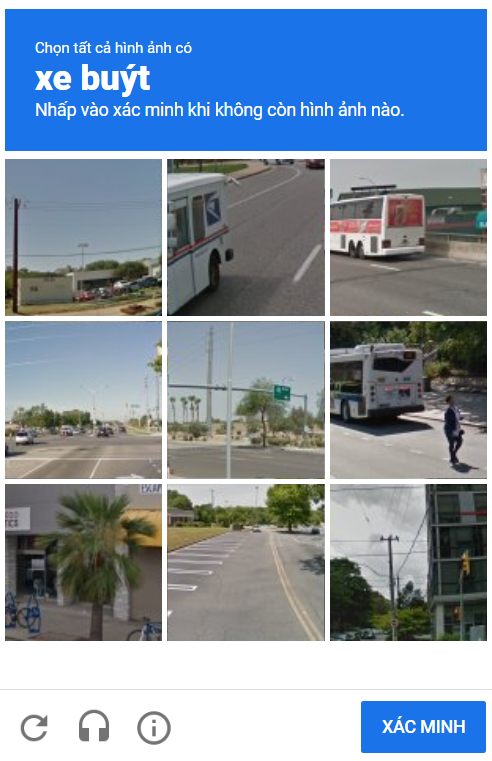 Chọn tất cả hình ảnh có
xe buýt
Nhấp vào xác minh khi không còn hình ảnh nào.
XÁC MINH